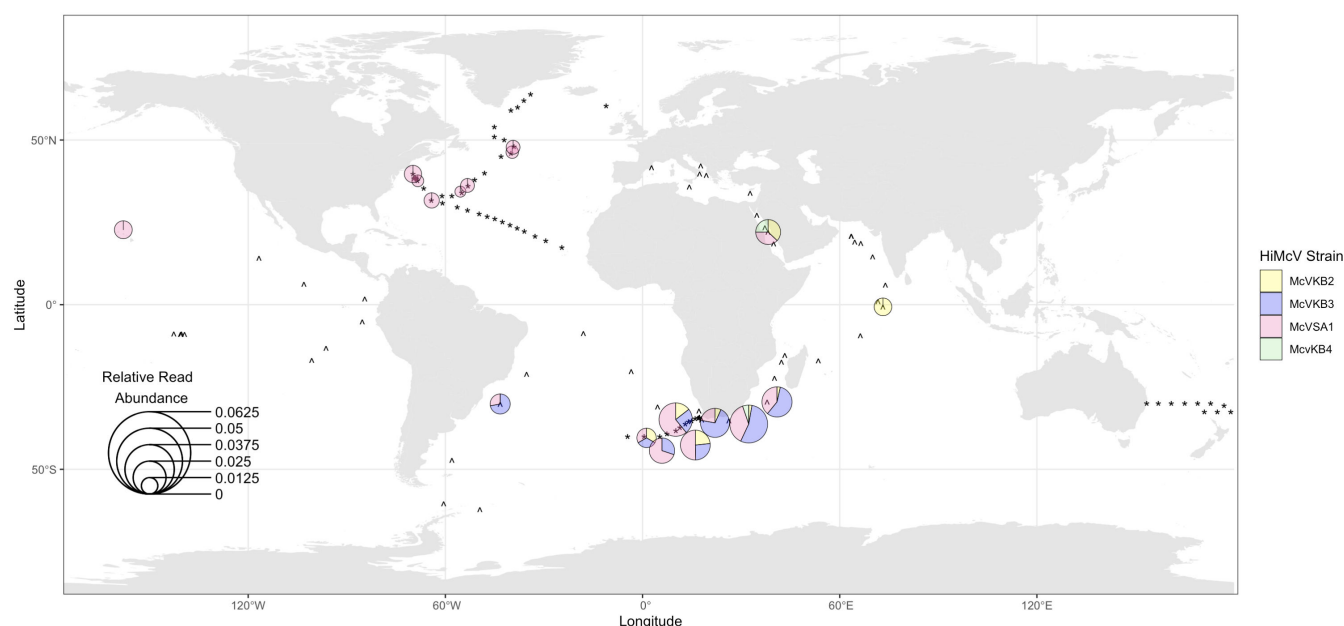 50°N
0°
50°S
Latitude
120°W
60°W
0°
60°E
120°E
Longitude
Relative Read
Abundance
0.0625
0.05
0.0375
0.025
0.0125
0
HiMcV Strain
McVKB2
McVKB3
McVSA1
McvKB4